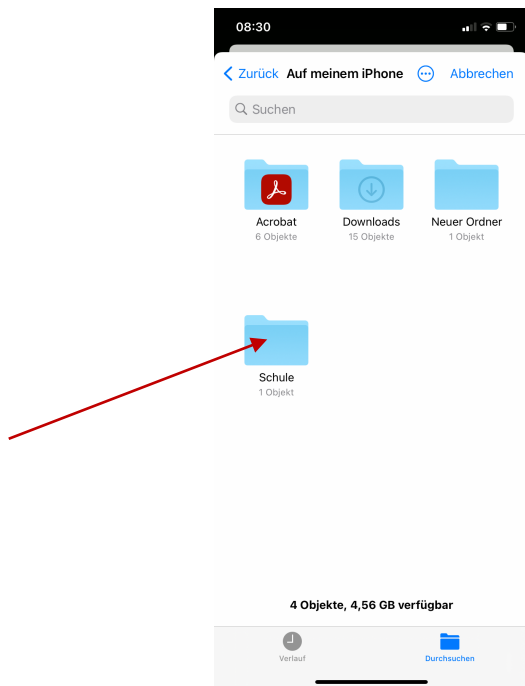 08:30
Zurück Auf meinem iPhone Abbrechen
Suchen
Acrobat Downloads Neuer Ordner
6 Objekte 15 Objekte 1 Objekt
Schule
1 Objekt
4 Objekte, 4,56 GB verfügbar
Verlauf Durchsuchen